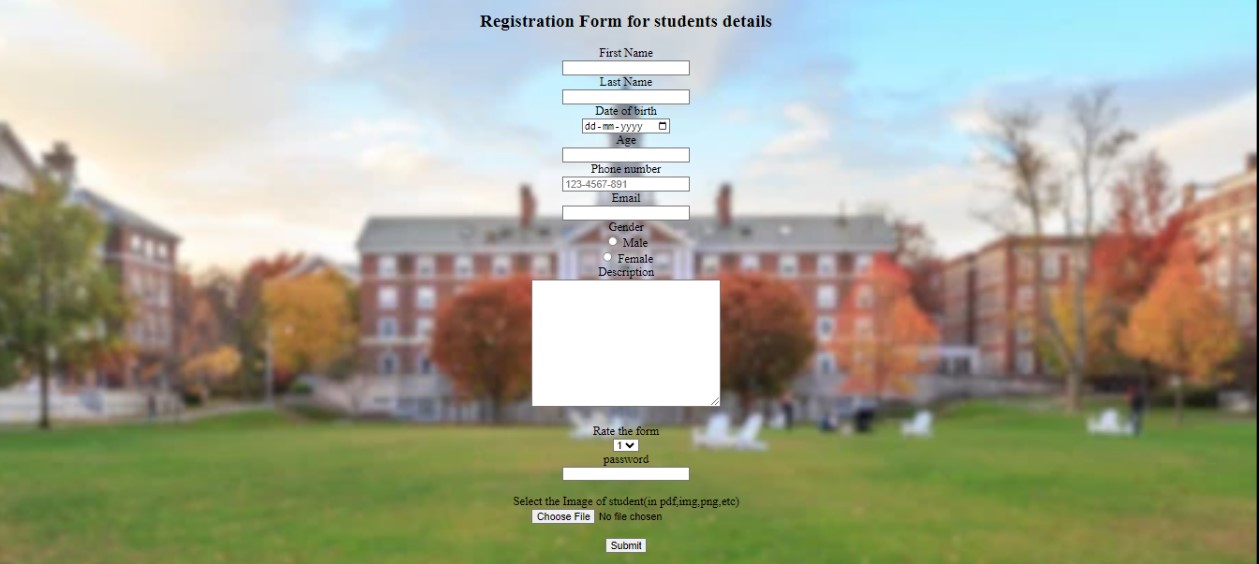 Registration Form for students details
First Name
Last Name
Date of birth
dd-mm-yyyy
Age
Phone number
123-4567-891
Email
Gender
Male
Female
Description
Rate the form
1
password
Select the Image of student(in pdf,img,png,etc)
Choose File No file chosen
Submit